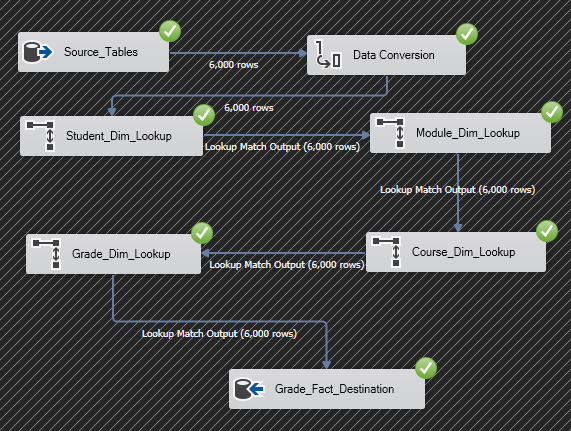 Source_Tables
6,000 rows
Data Conversion
6,000 rows
Student_Dim_Lookup
Lookup Match Output (6,000 rows)
Module_Dim_Lookup
Lookup Match Output (6,000 rows)
Course_Dim_Lookup
Lookup Match Output (6,000 rows)
Grade_Dim_Lookup
Lookup Match Output (6,000 rows)
Grade_Fact_Destination